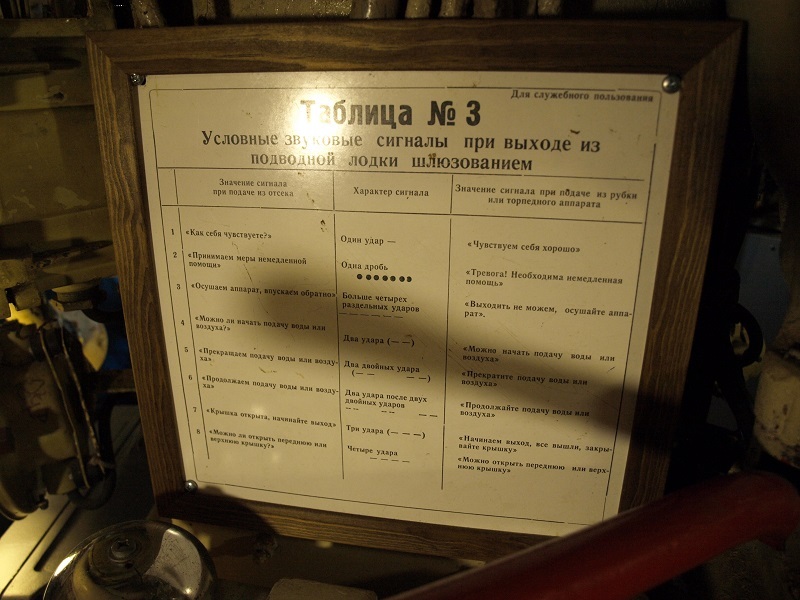 Для служебного пользования
Таблица № 3
Условные звуковые сигналы при выходе из
подводной лодки шлюзованием
Значение сигнала
при подаче из отсека
Характер сигнала
Значение сигнала при подаче из рубки
или торпедного аппарата
1 «Как себя чувствуете?» Один удар — «Чувствуем себя хорошо»
2 «Принимаем меры немедленной
помощи»
Одна дробь
●●●●●●●
«Тревога! Необходима немедленная
помощь»
3 «Осушаем аппарат, впускаем обратно»
Больше четырех
раздельных ударов
— — — — — —
«Выходить не можем, осушайте аппа-
рат».
4 «Можно ли начать подачу воды или
воздуха?»
Два удара (— —)
«Можно начать подачу воды или
воздуха»
5 «Прекращаем подачу воды или возду-
ха»
Два двойных удара
(— — — —)
«Прекратите подачу воды или
воздуха»
6 «Продолжаем подачу воды или возду-
ха»
Два удара после двух
двойных ударов
— — — — — —
«Продолжайте подачу воды или
воздуха»
7 «Крышка открыта, начинайте выход»
Три удара (— — —)
«Начинаем выход, все вышли, закры-
вайте крышку»
8 «Можно ли открыть переднюю или
верхнюю крышку?»
Четыре удара
— — — —
«Можно открыть переднюю или верх-
нюю крышку»